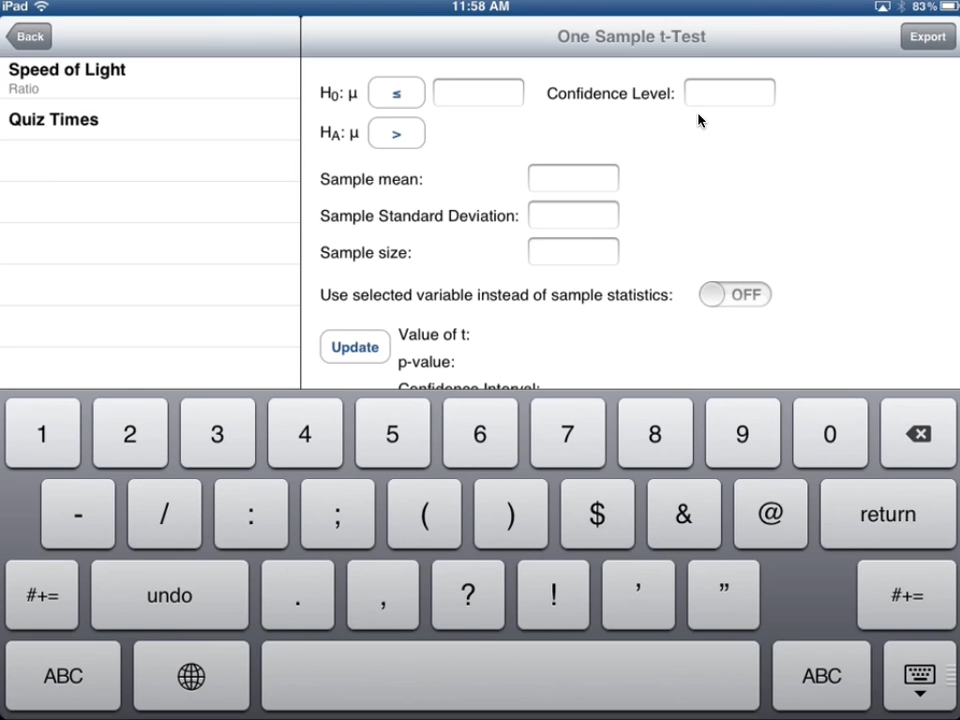 iPad 11:58 AM 83%
Back One Sample t-Test Export
Speed of Light
Ratio
Quiz Times
H0: μ ≤ Confidence Level:
HA: μ >
Sample mean:
Sample Standard Deviation:
Sample size:
Use selected variable instead of sample statistics: OFF
Update Value of t:
p-value:
Confidence Interval:
1 2 3 4 5 6 7 8 9 0
- / : ; ( ) $ & @ return
#+= undo . , ? ! ’ ” #+=
ABC ABC